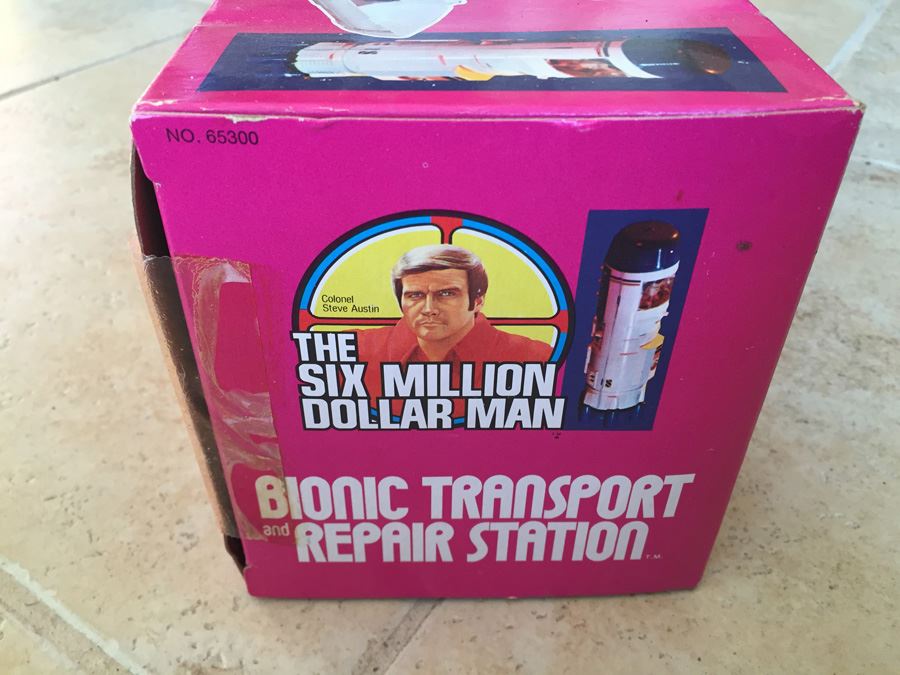 NO. 65300
Colonel
Steve Austin
THE
SIX MILLION
DOLLAR MAN
BIONIC TRANSPORT
and REPAIR STATION T.M.